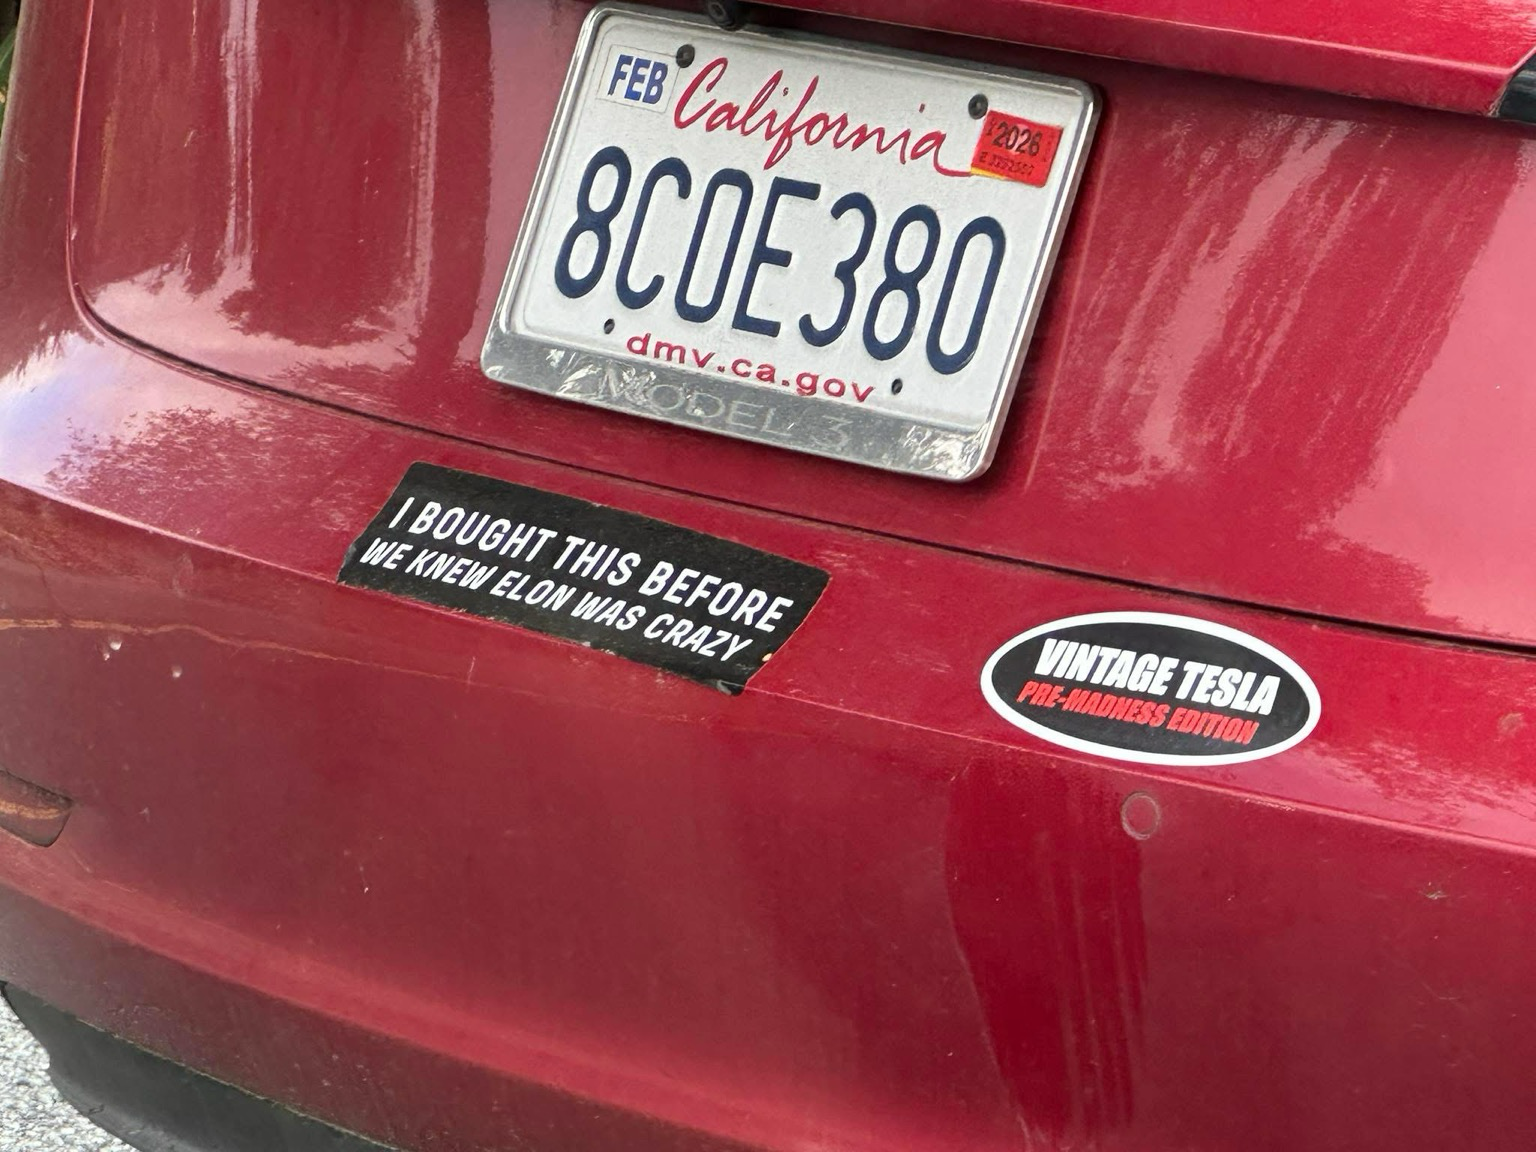 FEB
California
2026
8COE380
dmv.ca.gov
MODEL 3
I BOUGHT THIS BEFORE
WE KNEW ELON WAS CRAZY
VINTAGE TESLA
PRE-MADNESS EDITION